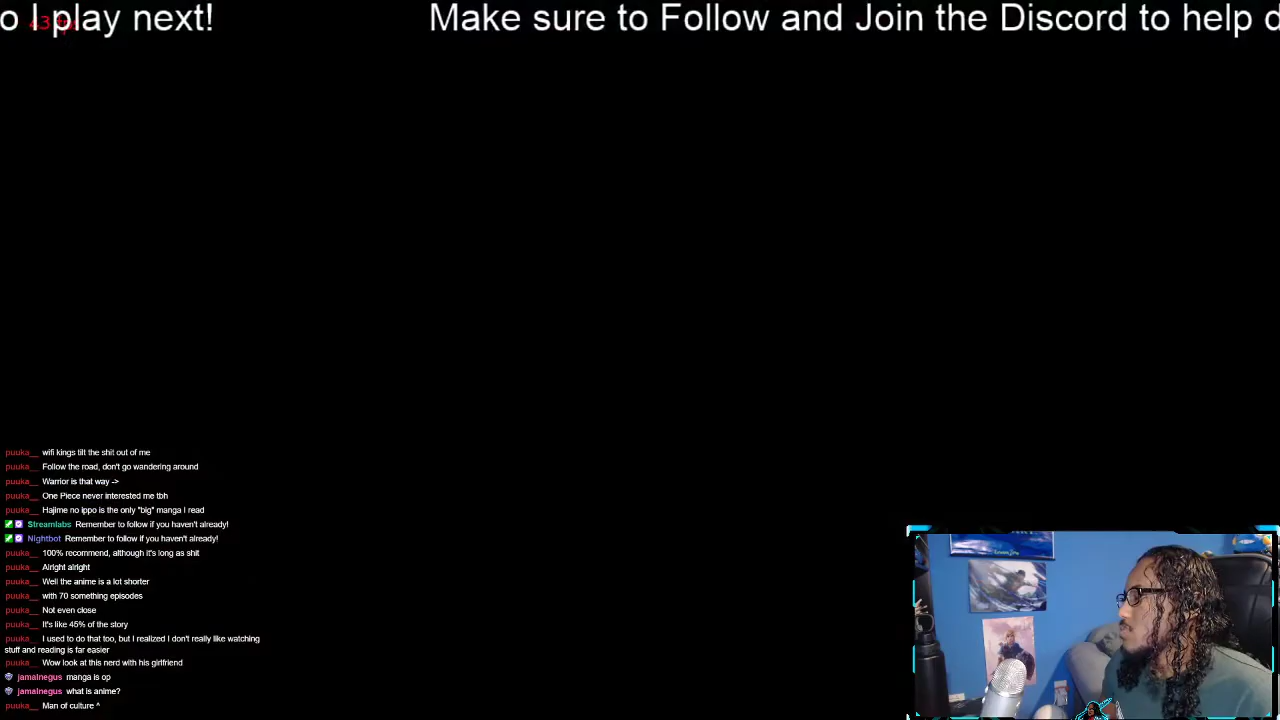 o I play next!
Make sure to Follow and Join the Discord to help d
puuka__ wifi kings tilt the shit out of me
puuka__ Follow the road, don't go wandering around
puuka__ Warrior is that way ->
puuka__ One Piece never interested me tbh
puuka__ Hajime no ippo is the only "big" manga I read
Streamlabs Remember to follow if you haven't already!
Nightbot Remember to follow if you haven't already!
puuka__ 100% recommend, although it's long as shit
puuka__ Alright alright
puuka__ Well the anime is a lot shorter
puuka__ with 70 something episodes
puuka__ Not even close
puuka__ It's like 45% of the story
puuka__ I used to do that too, but I realized I don't really like watching
stuff and reading is far easier
puuka__ Wow look at this nerd with his girlfriend
jamalnegus manga is op
jamalnegus what is anime?
puuka__ Man of culture ^